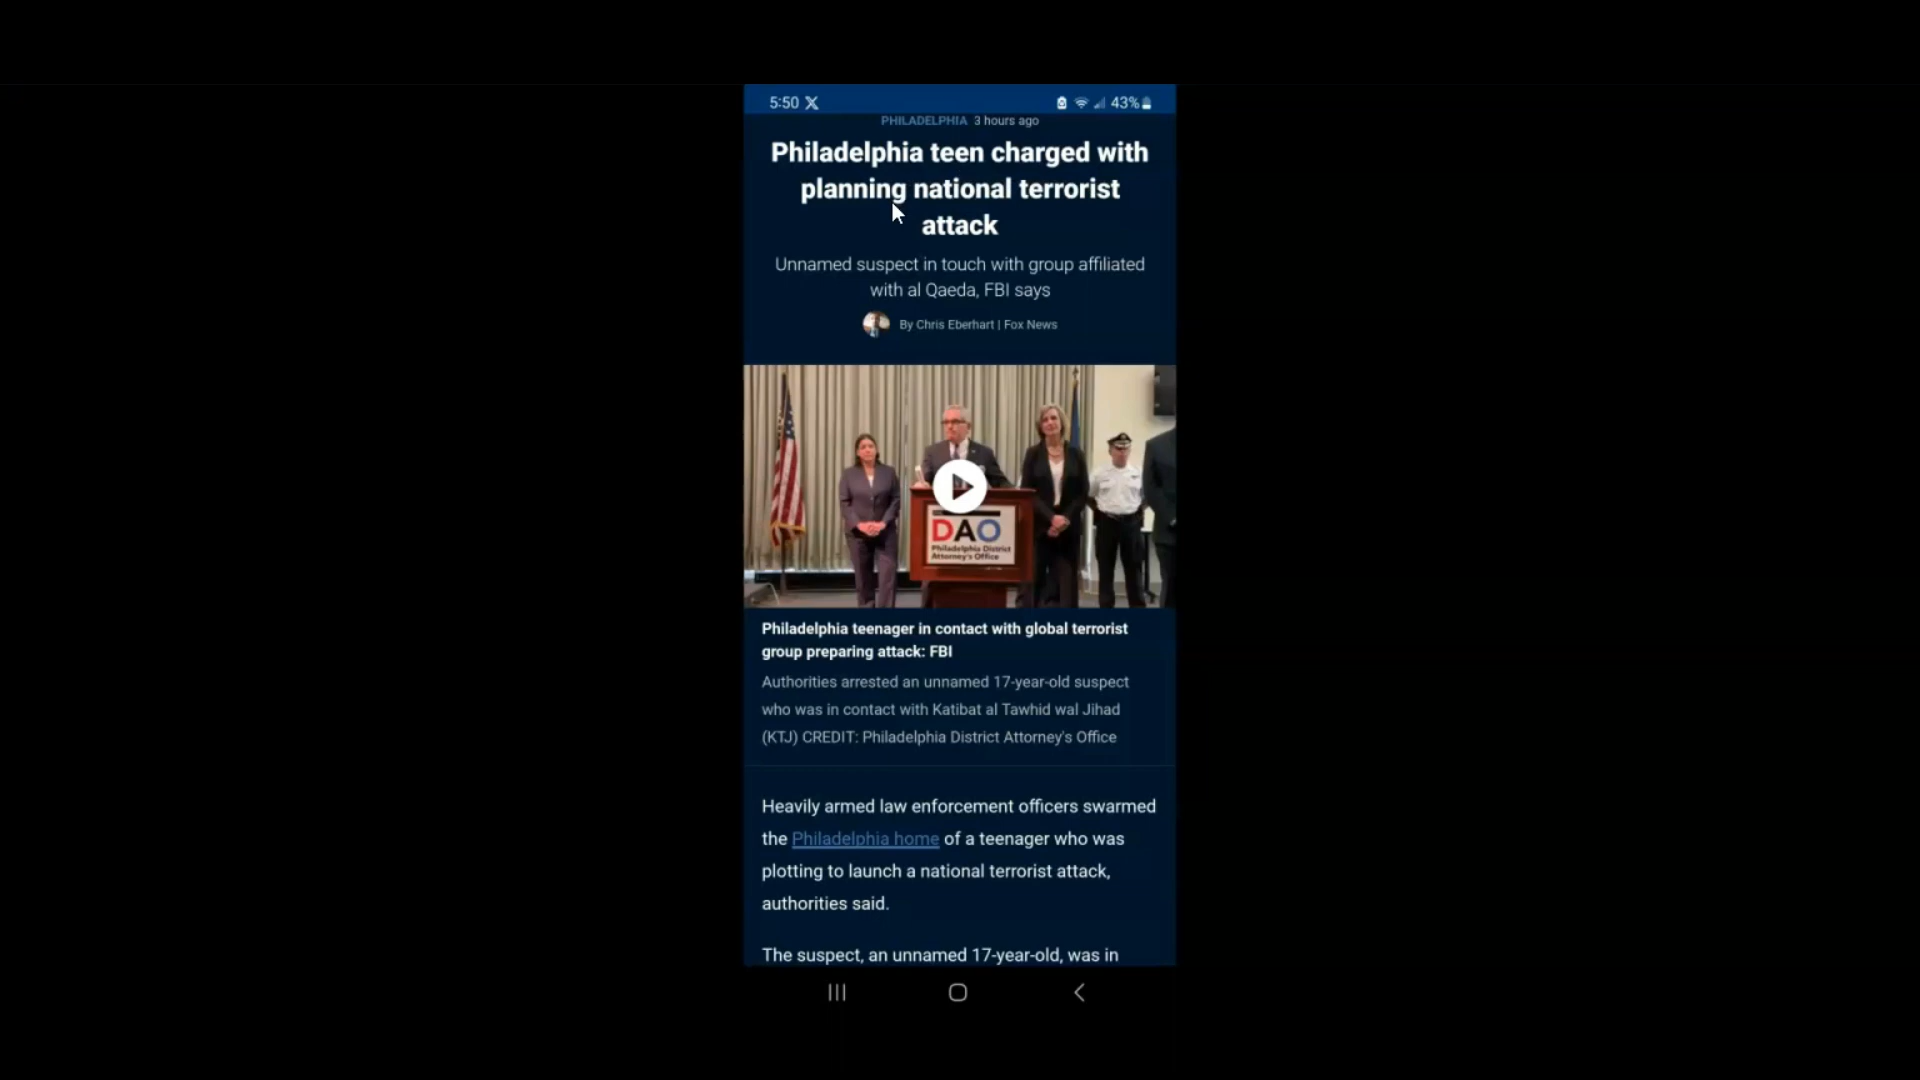 5:50 X 43%
PHILADELPHIA 3 hours ago
Philadelphia teen charged with
planning national terrorist
attack
Unnamed suspect in touch with group affiliated
with al Qaeda, FBI says
By Chris Eberhart | Fox News
DAO
Philadelphia District
Attorney's Office
Philadelphia teenager in contact with global terrorist
group preparing attack: FBI
Authorities arrested an unnamed 17-year-old suspect
who was in contact with Katibat al Tawhid wal Jihad
(KTJ) CREDIT: Philadelphia District Attorney's Office
Heavily armed law enforcement officers swarmed
the Philadelphia home of a teenager who was
plotting to launch a national terrorist attack,
authorities said.
The suspect, an unnamed 17-year-old, was in